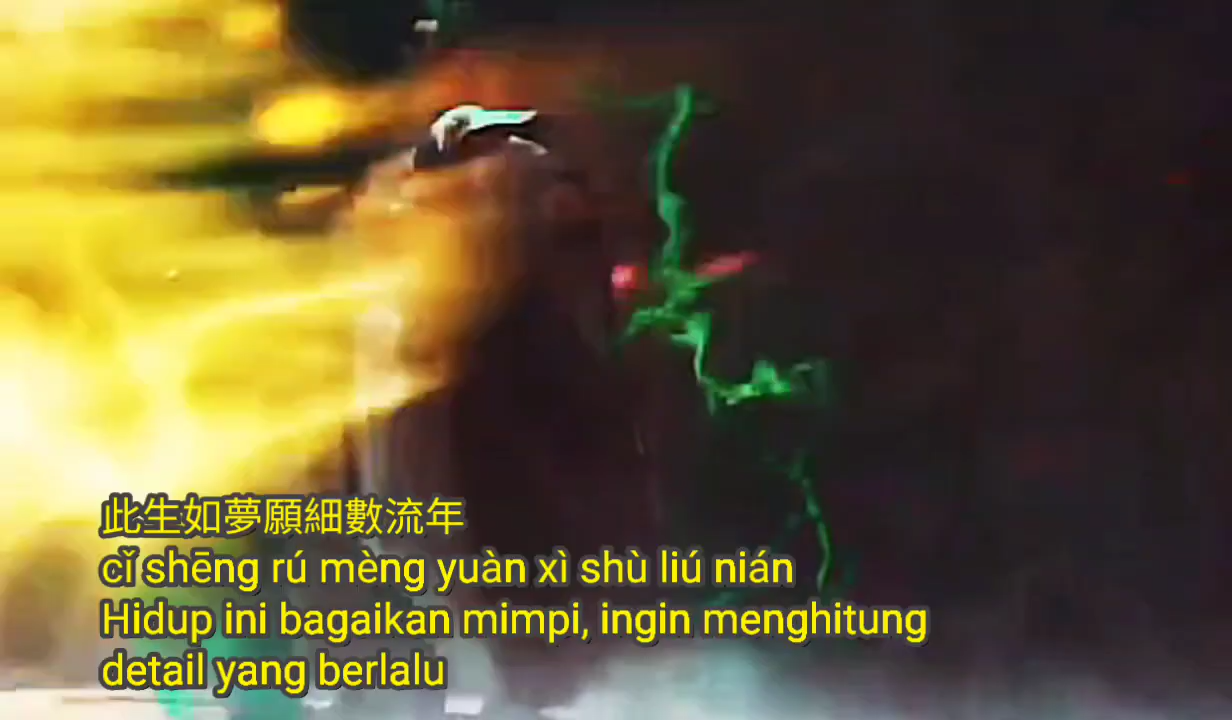 此生如夢願細數流年
cǐ shēng rú mèng yuàn xì shù liú nián
Hidup ini bagaikan mimpi, ingin menghitung
detail yang berlalu